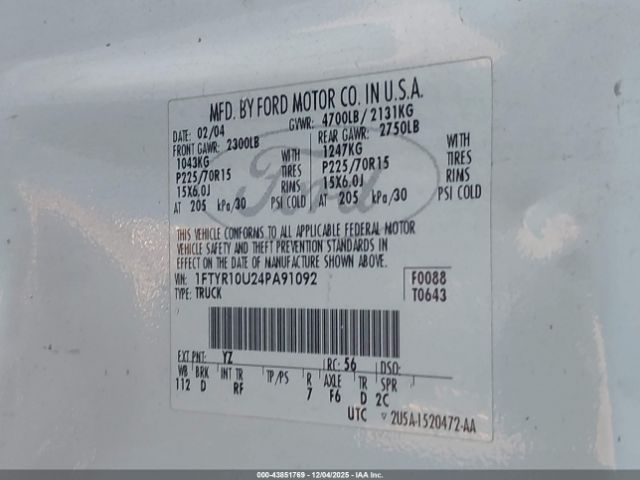 MFD. BY FORD MOTOR CO. IN U.S.A.
DATE: 02/04 GVWR: 4700LB/ 2131KG
FRONT GAWR: 2300LB REAR GAWR: 2750LB
1043KG WITH 1247KG WITH
P225/70R15 TIRES P225/70R15 TIRES
15X6.0J RIMS 15X6.0J RIMS
AT 205 kPa/30 PSI COLD AT 205 kPa/30 PSI COLD
Ford
THIS VEHICLE CONFORMS TO ALL APPLICABLE FEDERAL MOTOR
VEHICLE SAFETY AND THEFT PREVENTION STANDARDS IN
EFFECT ON THE DATE OF MANUFACTURE SHOWN ABOVE.
VIN: 1FTYR10U24PA91092 F0088
TYPE: TRUCK T0643
EXT PNT: YZ RC: 56 DSO:
WB BRK INT TR TP/PS R AXLE TR SPR
112 D RF 7 F6 D 2C
UTC 2U5A-1520472-AA
000-43851769 - 12/04/2025 - IAA Inc.